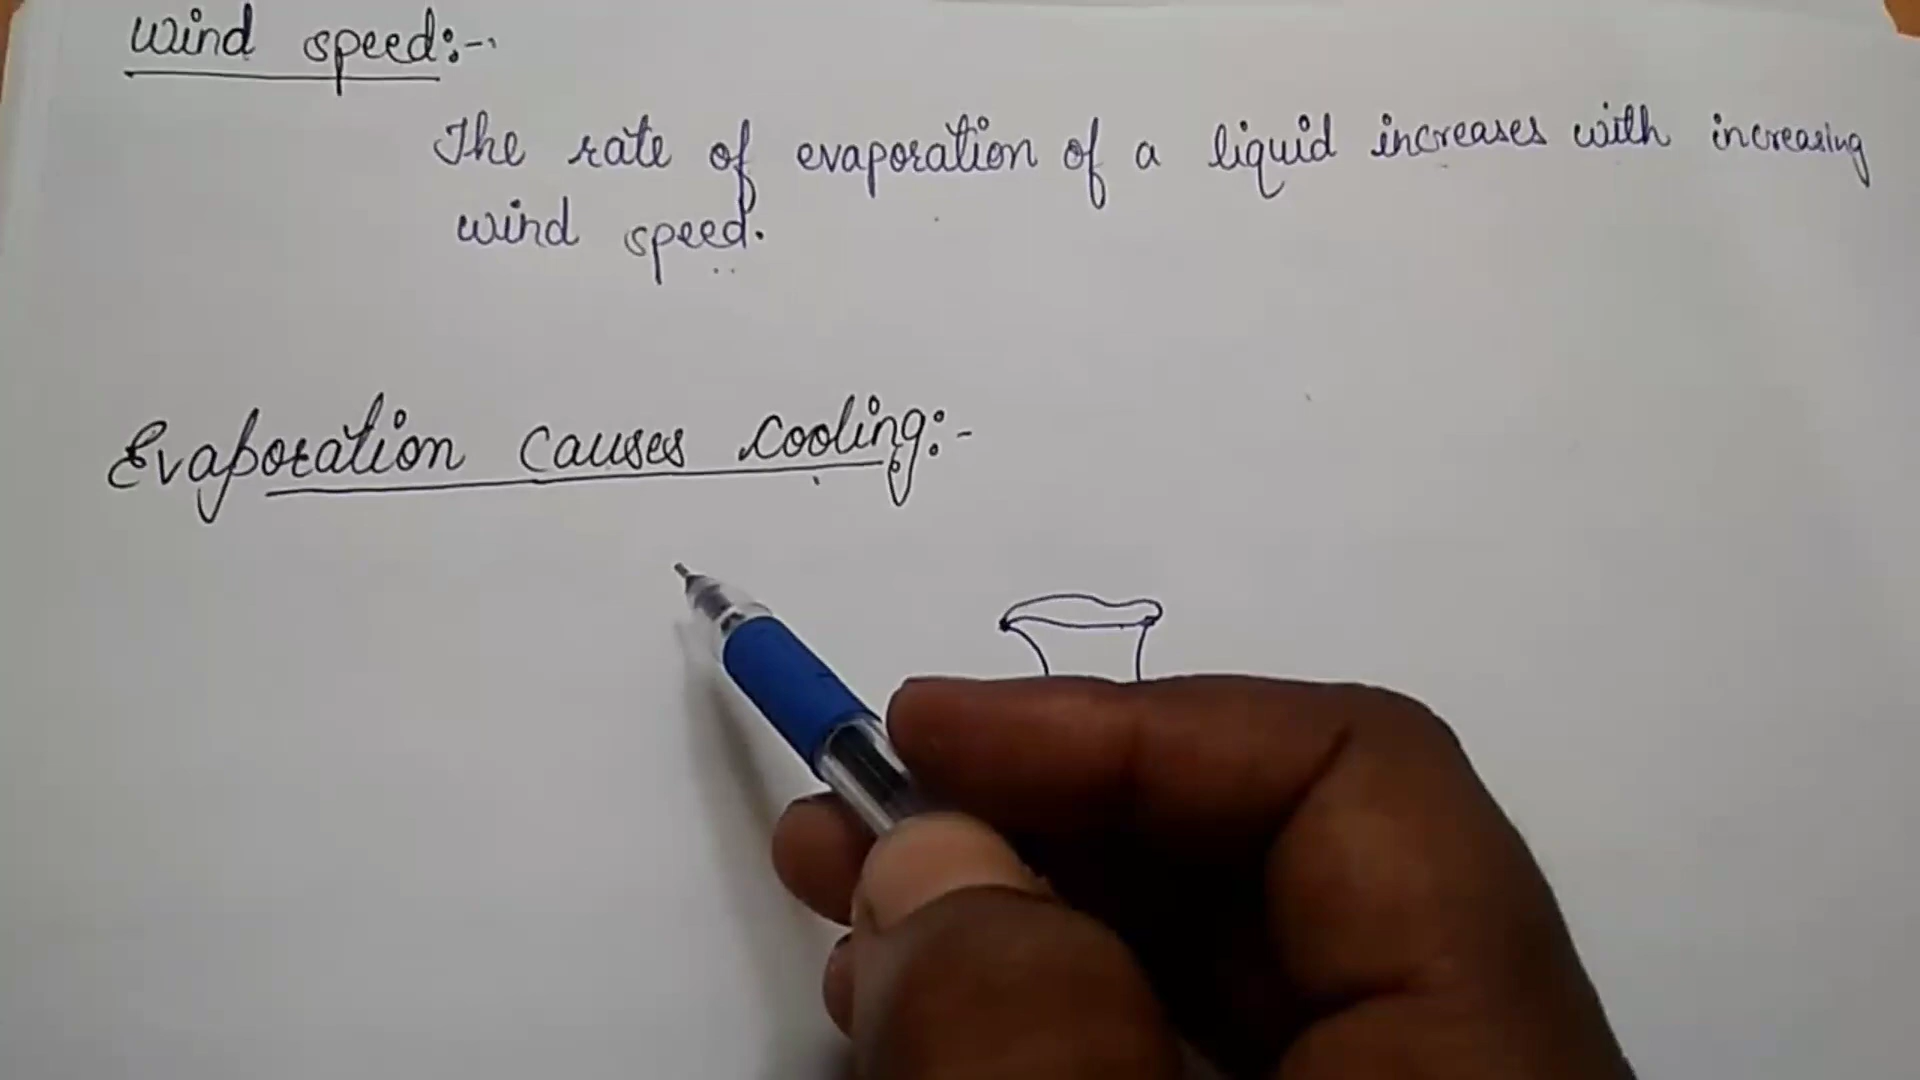 Wind speed:-
The rate of evaporation of a liquid increases with increasing
wind speed.
Evaporation causes cooling:-